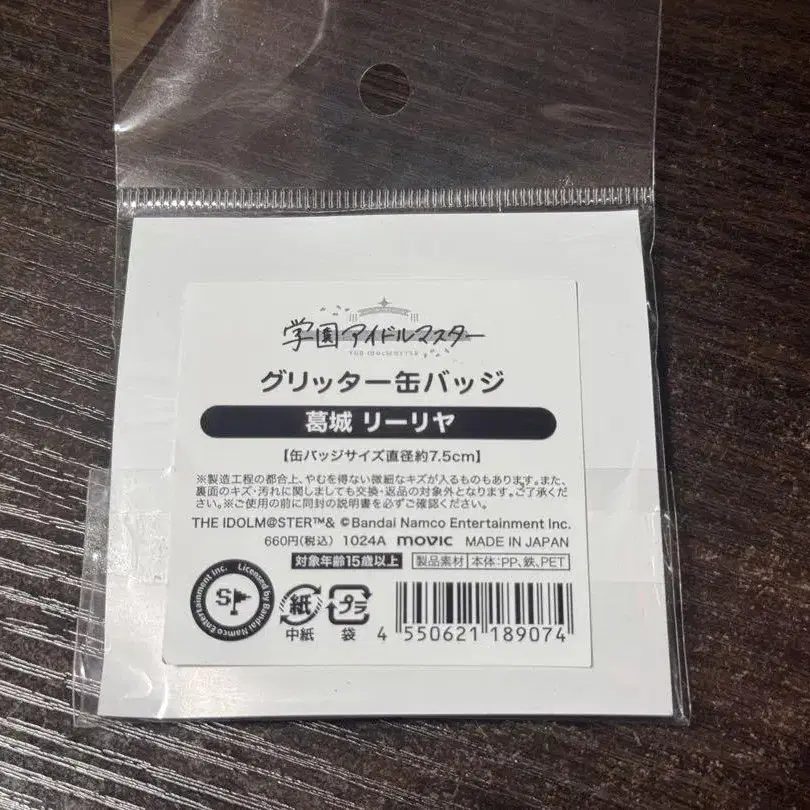 学園アイドルマスター
THE IDOLM@STER
グリッター缶バッジ
葛城 リーリヤ
【缶バッジサイズ直径約7.5cm】
※製造工程の都合上、やむを得ない微細なキズが入るものもあります。また、
裏面のキズ・汚れに関しましても交換・返品の対象外となります。ご了承くだ
さい。※ご使用の前に同封の説明書を必ずご確認ください。
THE IDOLM@STER™& ©Bandai Namco Entertainment Inc.
660円(税込) 1024A movic MADE IN JAPAN
対象年齢15歳以上 製品素材 本体:PP、鉄、PET
Licensed by Bandai Namco Entertainment Inc.
S
紙
中紙
プラ
袋
4 550621 189074